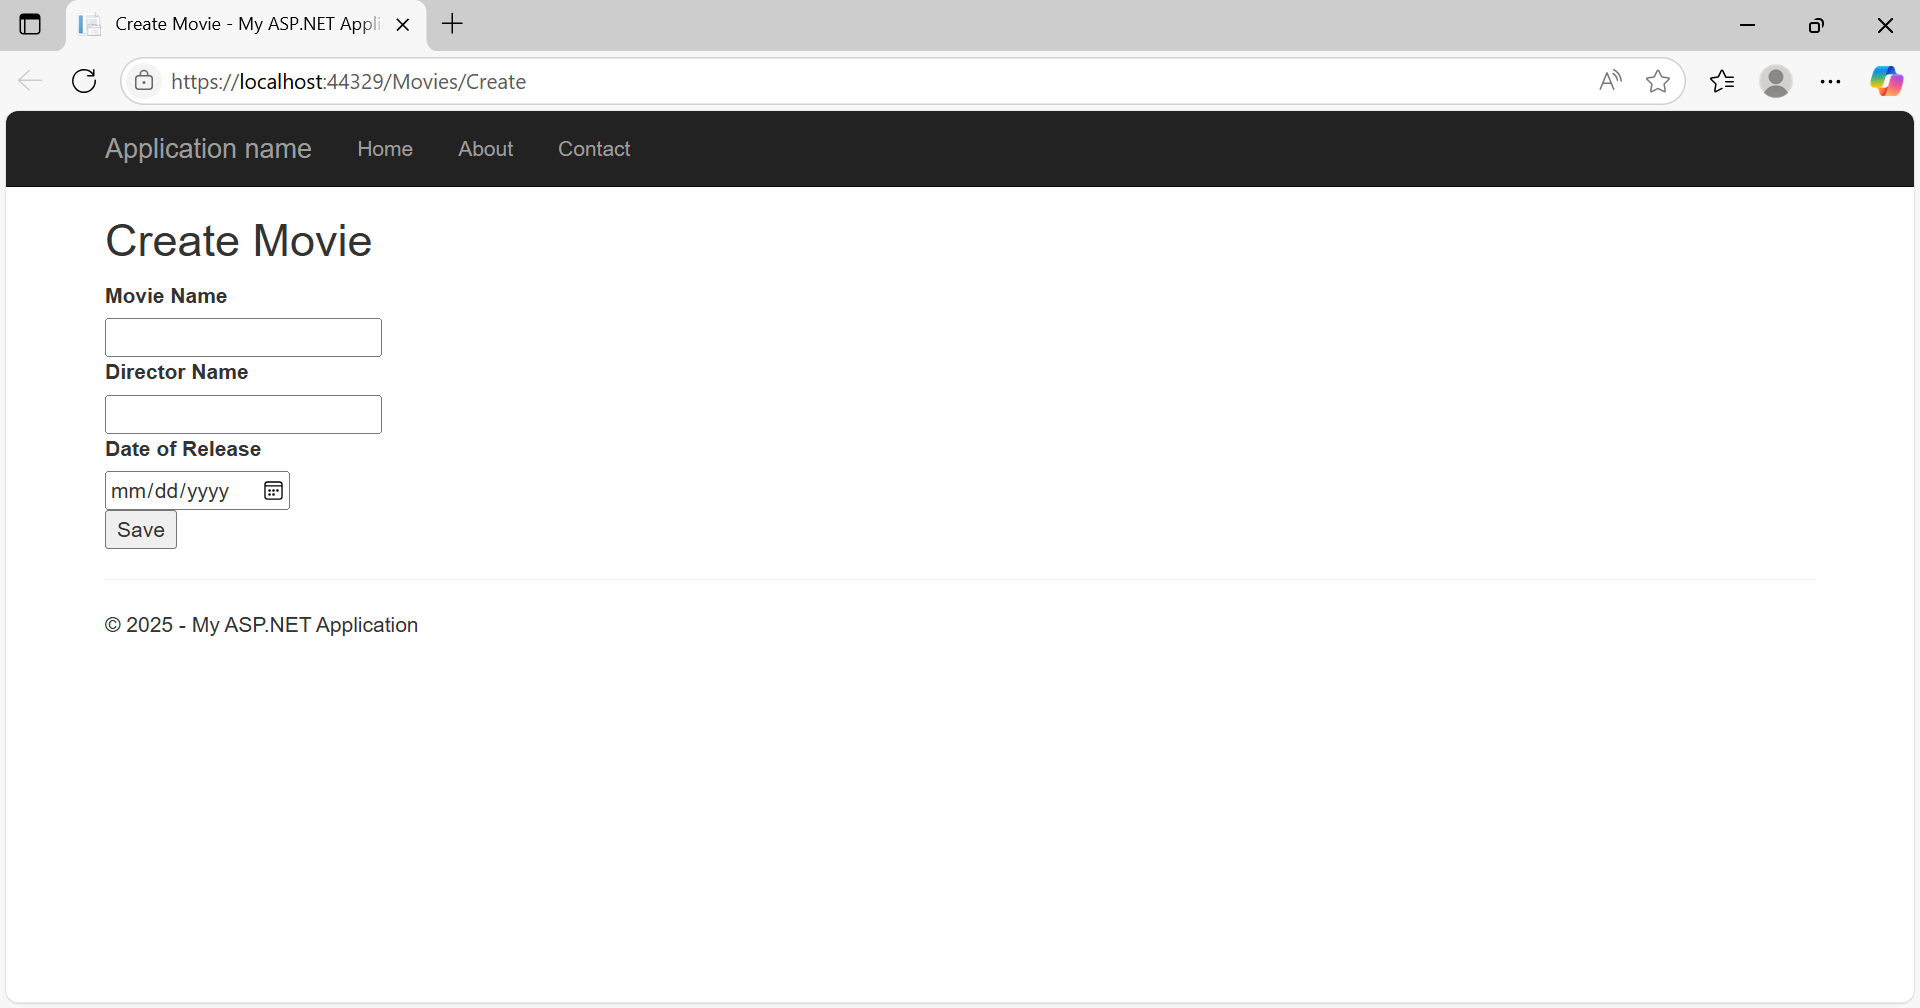 Create Movie - My ASP.NET Appli
https://localhost:44329/Movies/Create
Application name Home About Contact
Create Movie
Movie Name
Director Name
Date of Release
mm/dd/yyyy
Save
© 2025 - My ASP.NET Application